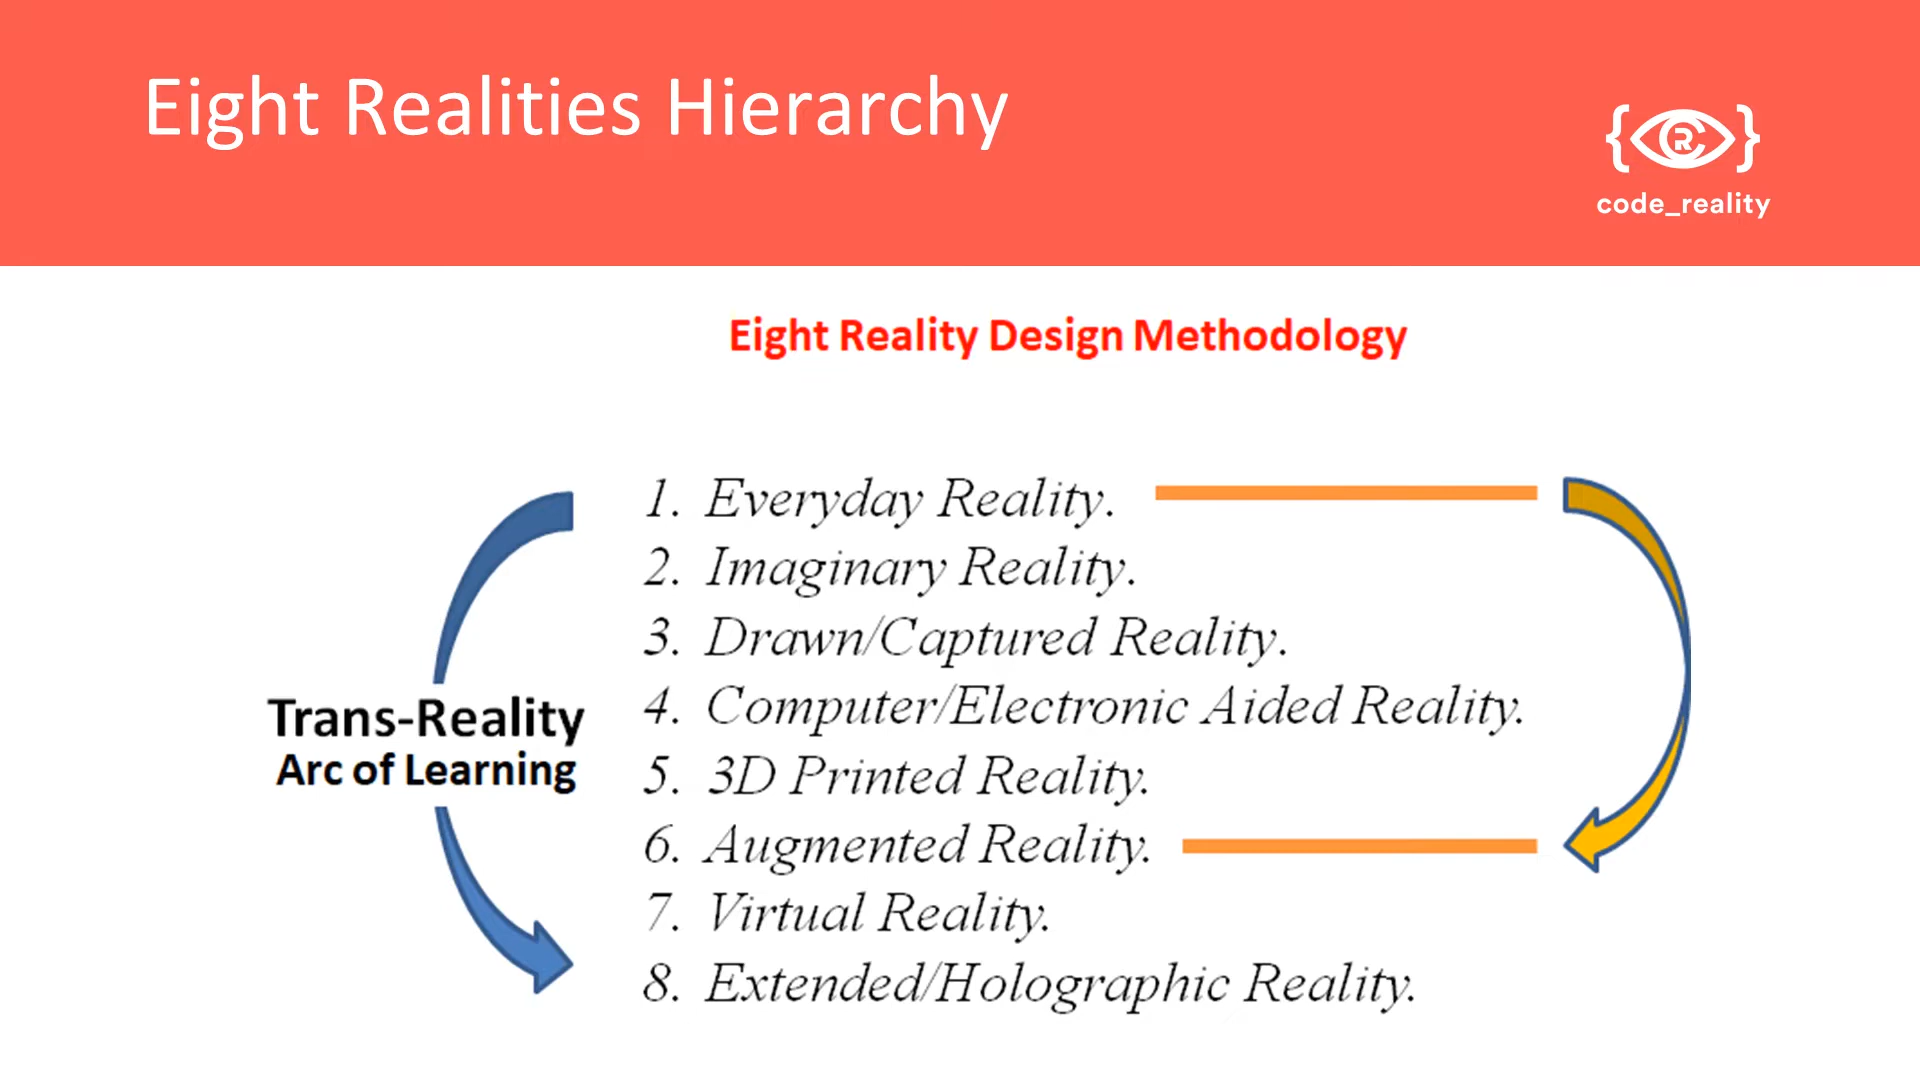 Eight Realities Hierarchy
{R}
code_reality
Eight Reality Design Methodology
1. Everyday Reality.
2. Imaginary Reality.
3. Drawn/Captured Reality.
4. Computer/Electronic Aided Reality.
5. 3D Printed Reality.
6. Augmented Reality.
7. Virtual Reality.
8. Extended/Holographic Reality.
Trans-Reality
Arc of Learning